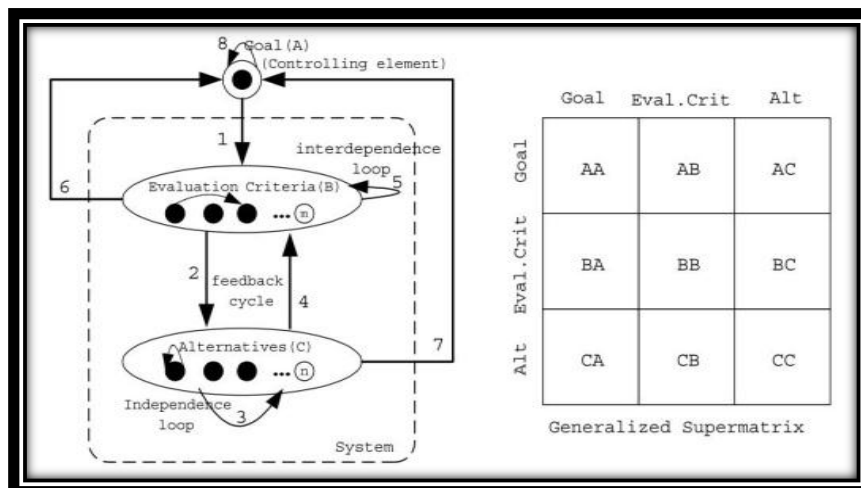 8 Goal(A)
(Controlling element)
1
interdependence
loop
5
6
Evaluation Criteria(B)
... m
2
feedback
cycle
4
7
Alternatives(C)
... n
Independence
loop
3
System
Goal Eval.Crit Alt
Goal
AA AB AC
Eval.Crit
BA BB BC
Alt
CA CB CC
Generalized Supermatrix